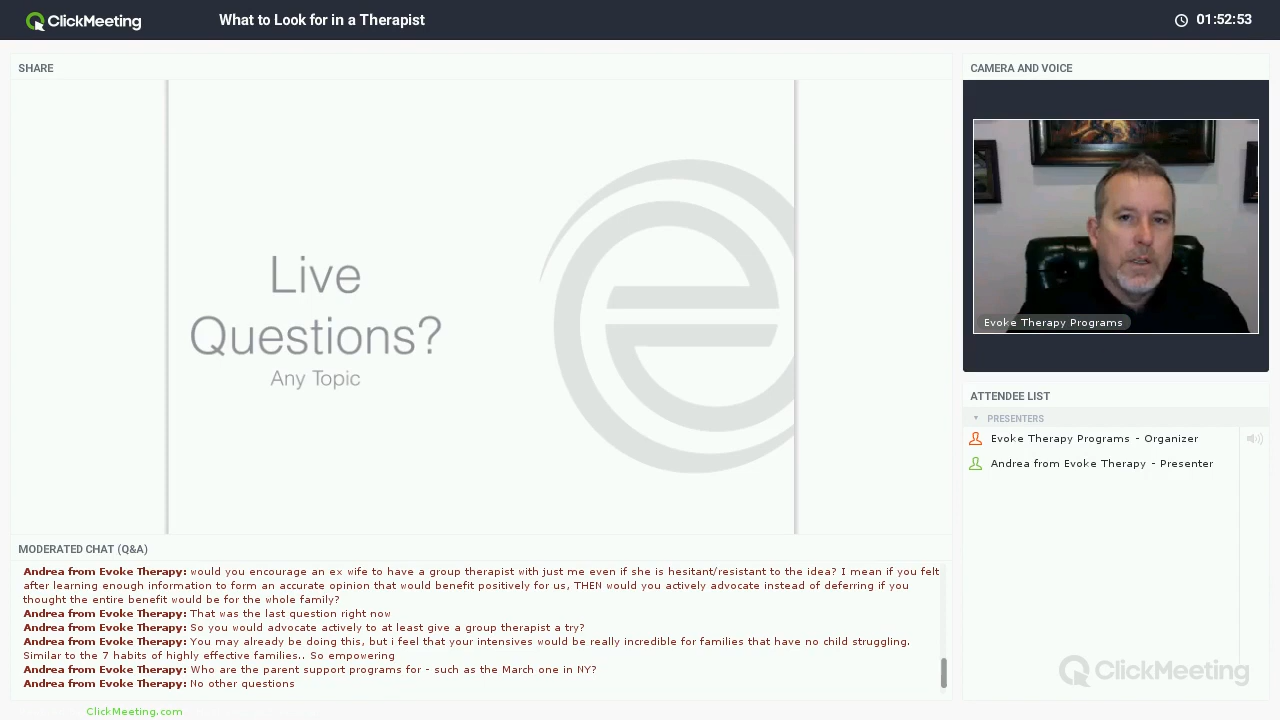 ClickMeeting
What to Look for in a Therapist
01:52:53
SHARE
Live
Questions?
Any Topic
CAMERA AND VOICE
Evoke Therapy Programs
ATTENDEE LIST
PRESENTERS
Evoke Therapy Programs - Organizer
Andrea from Evoke Therapy - Presenter
MODERATED CHAT (Q&A)
Andrea from Evoke Therapy: would you encourage an ex wife to have a group therapist with just me even if she is hesitant/resistant to the idea? I mean if you felt
after learning enough information to form an accurate opinion that would benefit positively for us, THEN would you actively advocate instead of deferring if you
thought the entire benefit would be for the whole family?
Andrea from Evoke Therapy: That was the last question right now
Andrea from Evoke Therapy: So you would advocate actively to at least give a group therapist a try?
Andrea from Evoke Therapy: You may already be doing this, but i feel that your intensives would be really incredible for families that have no child struggling.
Similar to the 7 habits of highly effective families.. So empowering
Andrea from Evoke Therapy: Who are the parent support programs for - such as the March one in NY?
Andrea from Evoke Therapy: No other questions
ClickMeeting
ClickMeeting.com